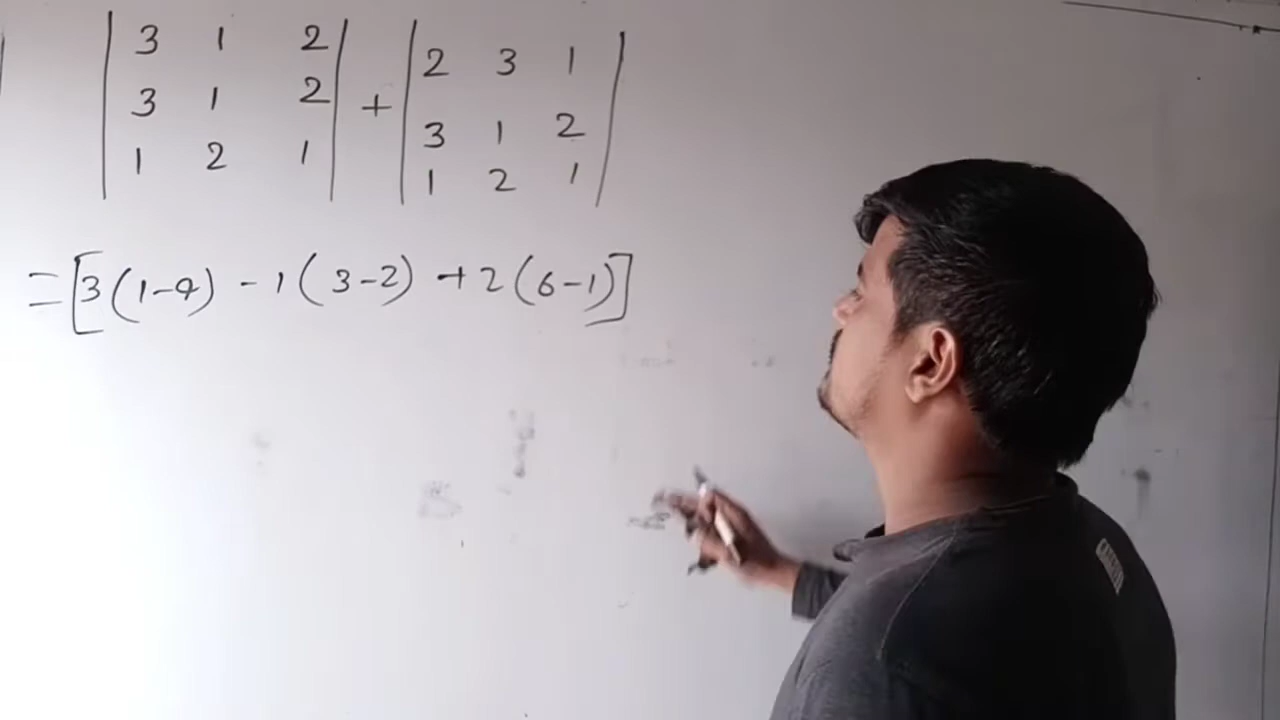 | 3 1 2 | + | 2 3 1 |
| 3 1 2 | | 3 1 2 |
| 1 2 1 | | 1 2 1 |
= [3(1-4) - 1(3-2) + 2(6-1)]